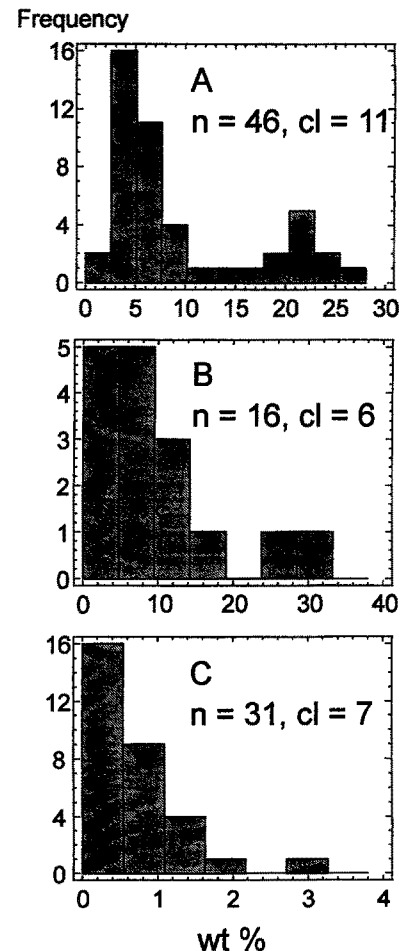 Frequency
16
12
8
4
0
A
n = 46, cl = 11
0 5 10 15 20 25 30
5
4
3
2
1
0
B
n = 16, cl = 6
0 10 20 30 40
16
12
8
4
0
C
n = 31, cl = 7
0 1 2 3 4
wt %